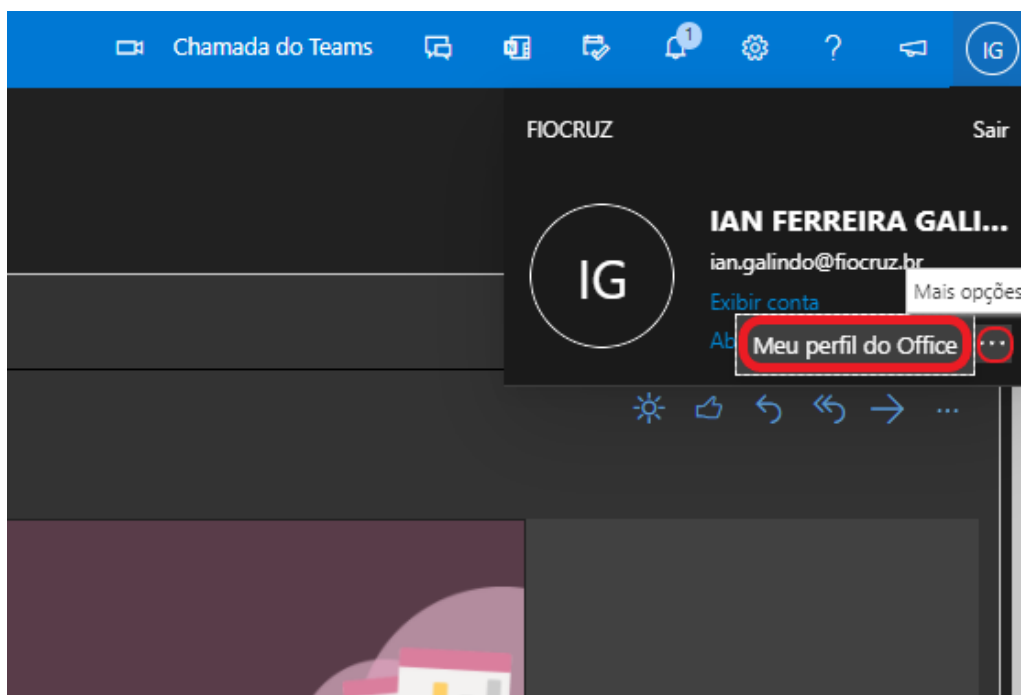 Chamada do Teams
1
IG
FIOCRUZ
Sair
IG
IAN FERREIRA GALI...
ian.galindo@fiocruz.br
Exibir conta
Mais opções
Ab
Meu perfil do Office